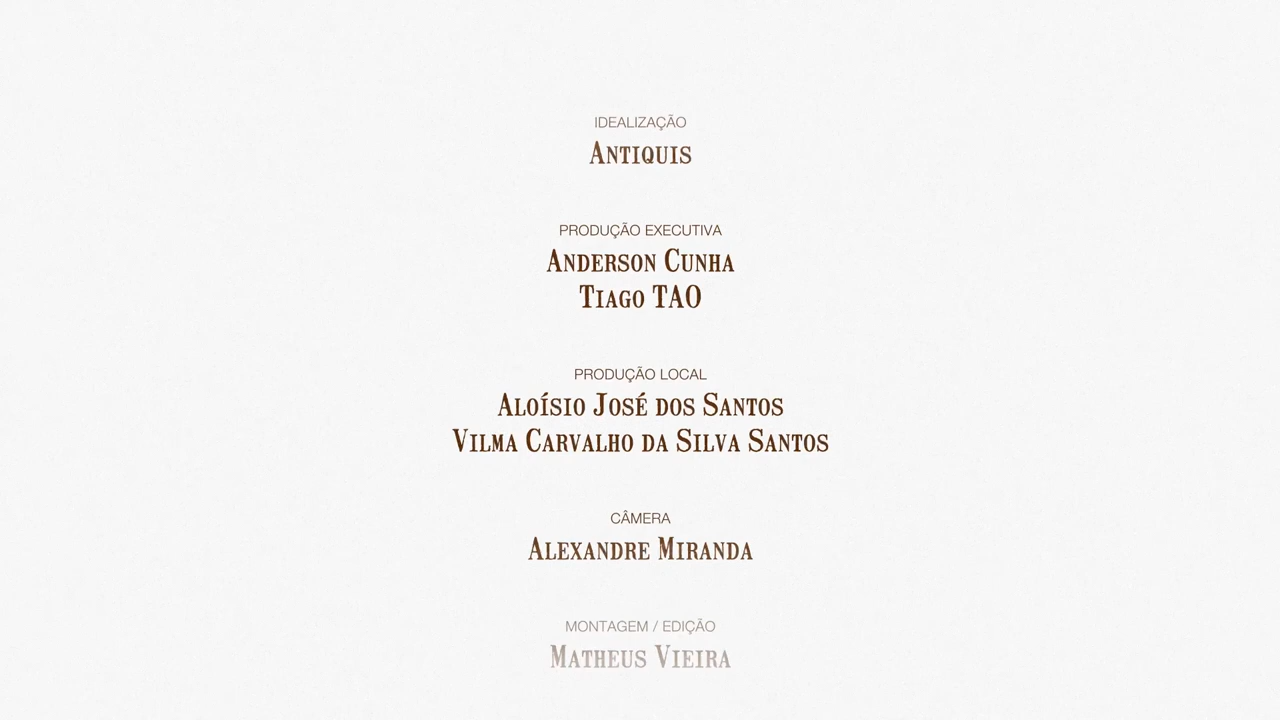 IDEALIZAÇÃO
Antiquis
PRODUÇÃO EXECUTIVA
Anderson Cunha
Tiago TAO
PRODUÇÃO LOCAL
Aloísio José dos Santos
Vilma Carvalho da Silva Santos
CÂMERA
Alexandre Miranda
MONTAGEM / EDIÇÃO
Matheus Vieira